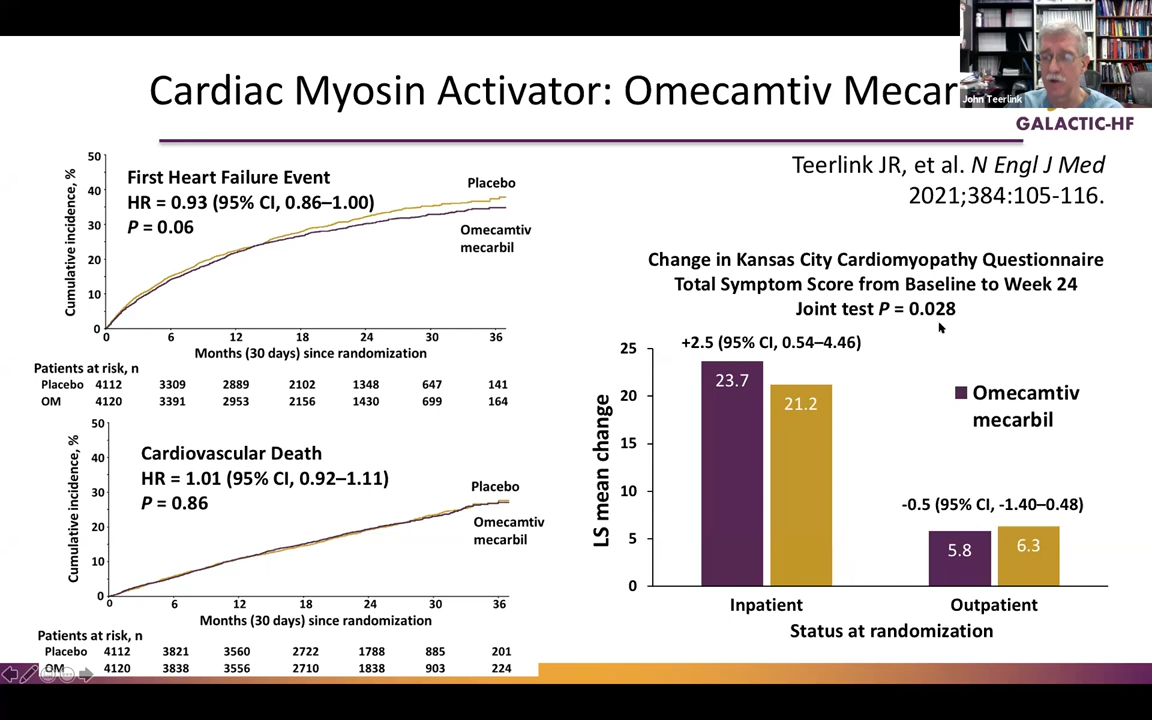 Cardiac Myosin Activator: Omecamtiv Mecar
John Teerlink
GALACTIC-HF
Teerlink JR, et al. N Engl J Med
2021;384:105-116.
First Heart Failure Event
HR = 0.93 (95% CI, 0.86–1.00)
P = 0.06
Placebo
Omecamtiv
mecarbil
Cumulative incidence, %
50
40
30
20
10
0
0 6 12 18 24 30 36
Months (30 days) since randomization
Patients at risk, n
Placebo 4112 3309 2889 2102 1348 647 141
OM 4120 3391 2953 2156 1430 699 164
Cardiovascular Death
HR = 1.01 (95% CI, 0.92–1.11)
P = 0.86
Placebo
Omecamtiv
mecarbil
Cumulative incidence, %
50
40
30
20
10
0
0 6 12 18 24 30 36
Months (30 days) since randomization
Patients at risk, n
Placebo 4112 3821 3560 2722 1788 885 201
OM 4120 3838 3556 2710 1838 903 224
Change in Kansas City Cardiomyopathy Questionnaire
Total Symptom Score from Baseline to Week 24
Joint test P = 0.028
+2.5 (95% CI, 0.54–4.46)
LS mean change
25
20
15
10
5
0
23.7
21.2
Omecamtiv
mecarbil
-0.5 (95% CI, -1.40–0.48)
5.8
6.3
Inpatient
Outpatient
Status at randomization